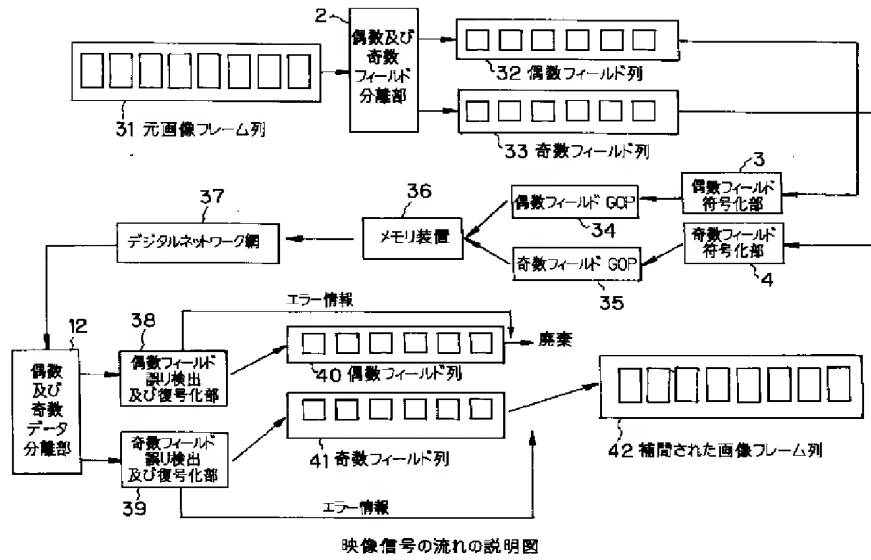 2
偶数及び
奇数
フィールド
分離部
31 元画像フレーム列
32 偶数フィールド列
33 奇数フィールド列
3
偶数フィールド
符号化部
偶数フィールド GOP
34
36
メモリ装置
37
デジタルネットワーク網
奇数フィールド
符号化部
4
奇数フィールド GOP
35
エラー情報
12
偶数
及び
奇数
データ
分離部
38
偶数フィールド
誤り検出
及び復号化部
40 偶数フィールド列
廃棄
奇数フィールド
誤り検出
及び復号化部
39
41 奇数フィールド列
エラー情報
42 補間された画像フレーム列
映像信号の流れの説明図